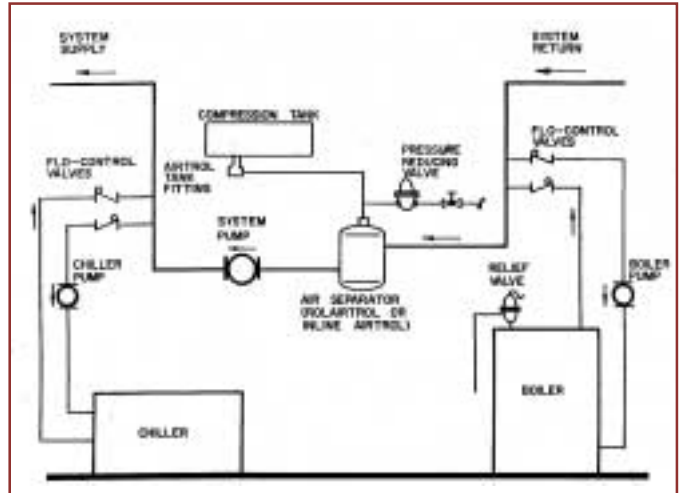 SYSTEM
SUPPLY
SYSTEM
RETURN
COMPRESSION TANK
FLO-CONTROL
VALVES
AIRTROL
TANK
FITTING
PRESSURE
REDUCING
VALVE
FLO-CONTROL
VALVES
SYSTEM
PUMP
CHILLER
PUMP
RELIEF
VALVE
BOILER
PUMP
AIR SEPARATOR
(ROLAIRTROL OR
INLINE AIRTROL)
BOILER
CHILLER